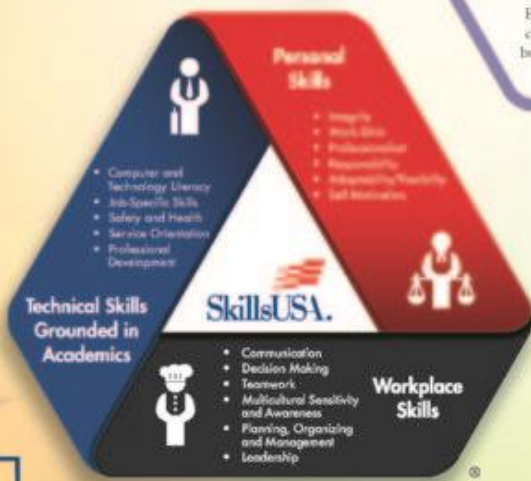 Personal
Skills
• Integrity
• Work Ethic
• Professionalism
• Responsibility
• Adaptability/Flexibility
• Self-Motivation
• Computer and
Technology Literacy
• Job-Specific Skills
• Safety and Health
• Service Orientation
• Professional
Development
Technical Skills
Grounded in
Academics
SkillsUSA.
• Communication
• Decision Making
• Teamwork
• Multicultural Sensitivity
and Awareness
• Planning, Organizing
and Management
• Leadership
Workplace
Skills
®